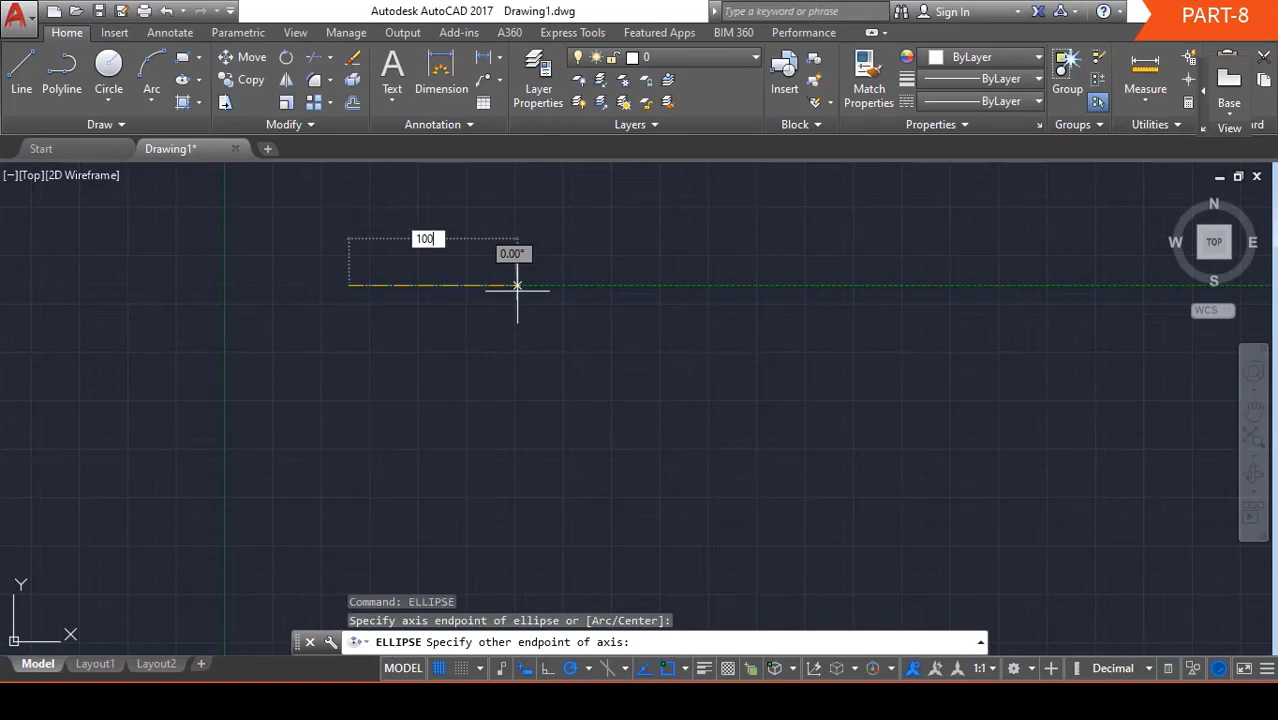 Autodesk AutoCAD 2017 Drawing1.dwg
Type a keyword or phrase
Sign In
PART-8
Home Insert Annotate Parametric View Manage Output Add-ins A360 Express Tools Featured Apps BIM 360 Performance
Move
Copy
0
ByLayer
ByLayer
ByLayer
Line Polyline Circle Arc
Text Dimension
Layer Properties
Insert
Match Properties
Group
Measure
Base
Draw Modify Annotation Layers Block Properties Groups Utilities View
Start Drawing1*
[−][Top][2D Wireframe]
N
W TOP E
S
WCS
100
0.00°
Y
X
Command: ELLIPSE
Specify axis endpoint of ellipse or [Arc/Center]:
ELLIPSE Specify other endpoint of axis:
Model Layout1 Layout2
MODEL 1:1 Decimal